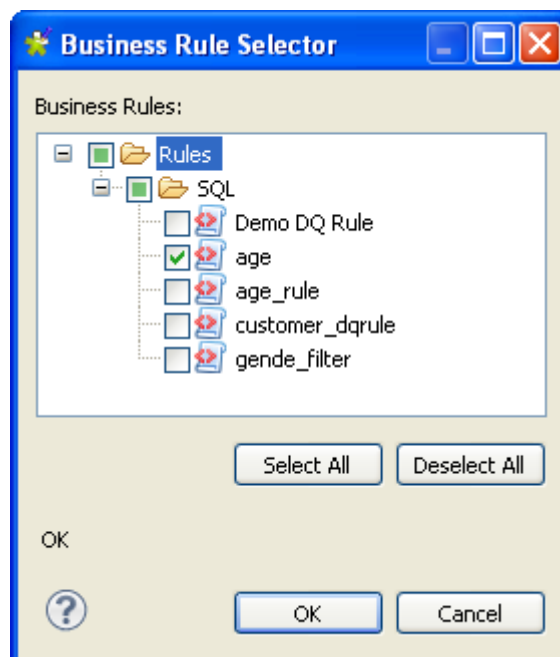 Business Rule Selector
Business Rules:
Rules
SQL
Demo DQ Rule
age
age_rule
customer_dqrule
gende_filter
Select All Deselect All
OK
? OK Cancel